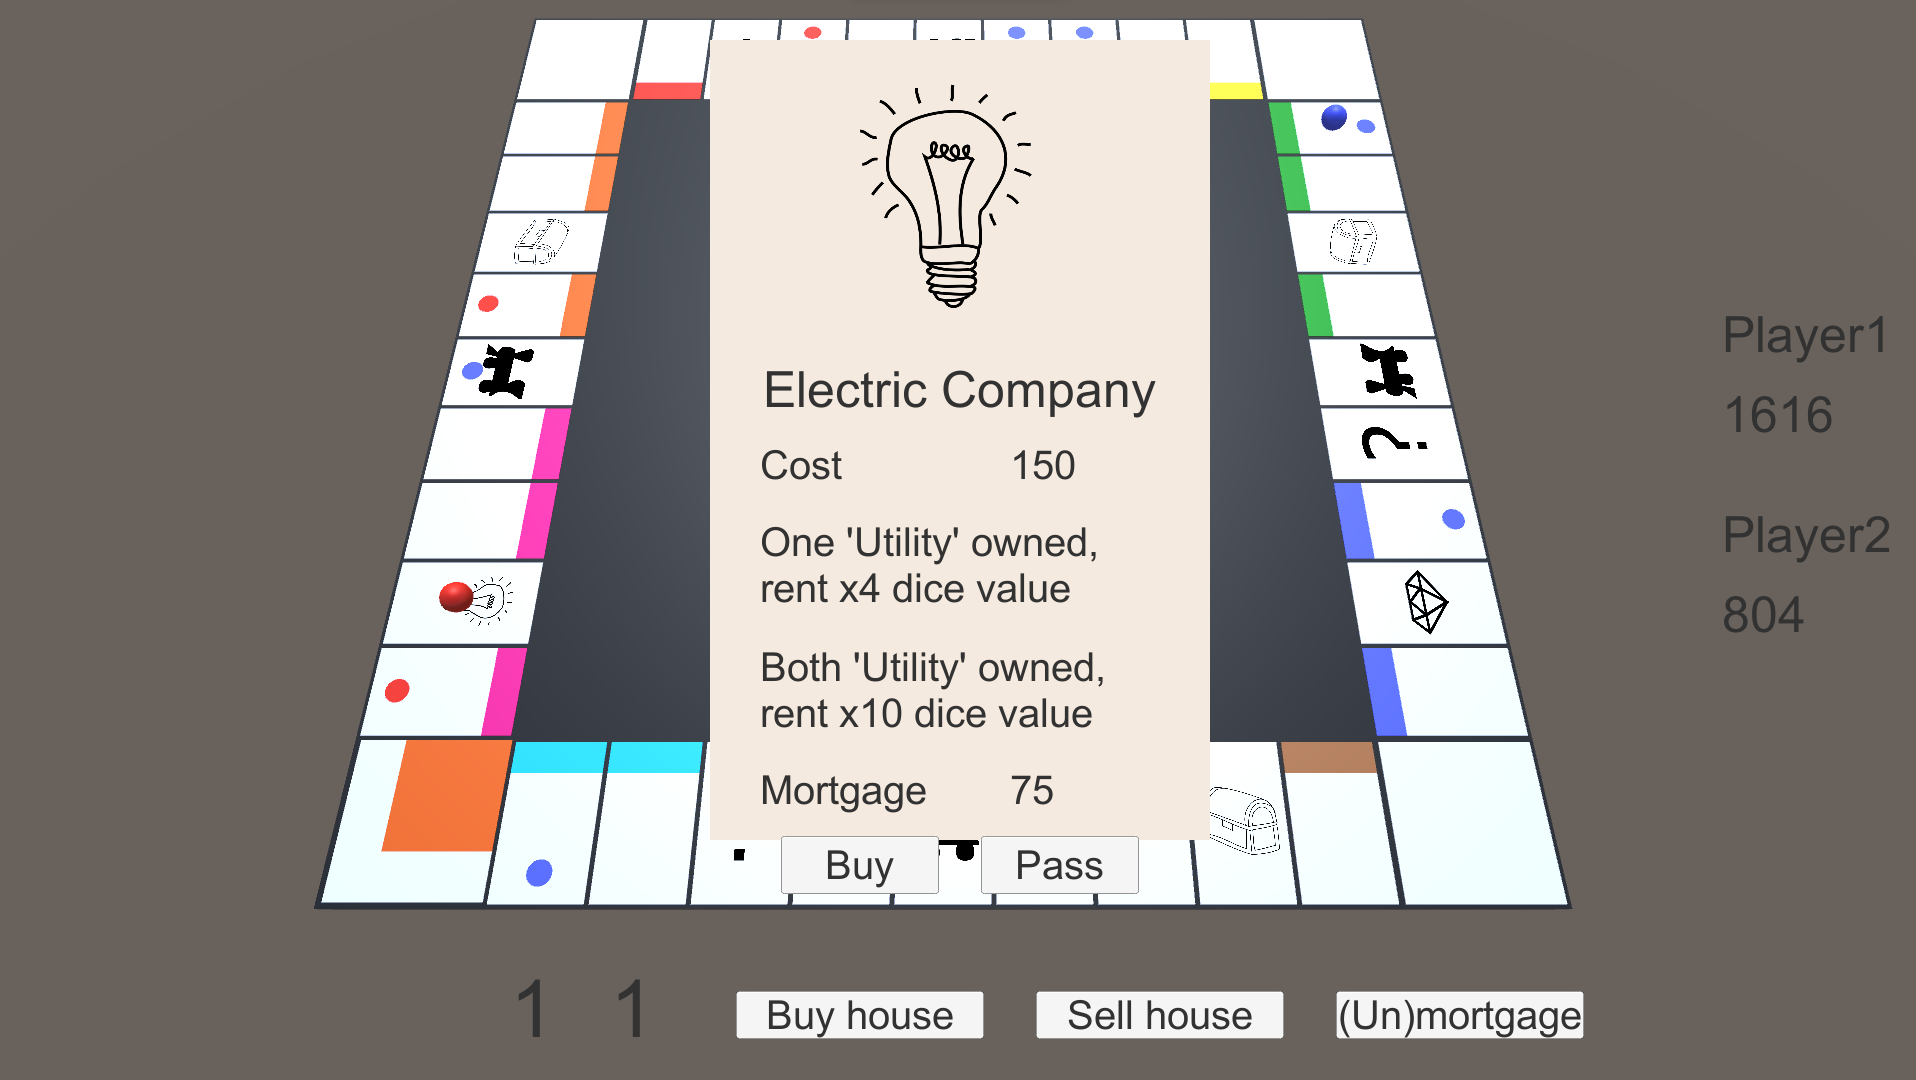 Electric Company
Cost 150
One 'Utility' owned,
rent x4 dice value
Both 'Utility' owned,
rent x10 dice value
Mortgage 75
Buy Pass
?
Player1
1616
Player2
804
1 1
Buy house Sell house (Un)mortgage